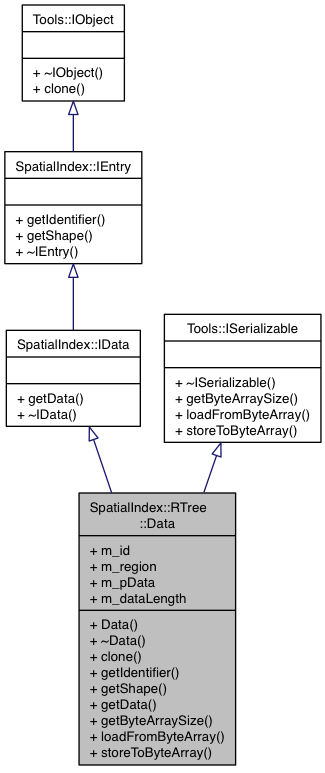 Tools::IObject
+ ~IObject()
+ clone()
SpatialIndex::IEntry
+ getIdentifier()
+ getShape()
+ ~IEntry()
SpatialIndex::IData
+ getData()
+ ~IData()
Tools::ISerializable
+ ~ISerializable()
+ getByteArraySize()
+ loadFromByteArray()
+ storeToByteArray()
SpatialIndex::RTree
::Data
+ m_id
+ m_region
+ m_pData
+ m_dataLength
+ Data()
+ ~Data()
+ clone()
+ getIdentifier()
+ getShape()
+ getData()
+ getByteArraySize()
+ loadFromByteArray()
+ storeToByteArray()